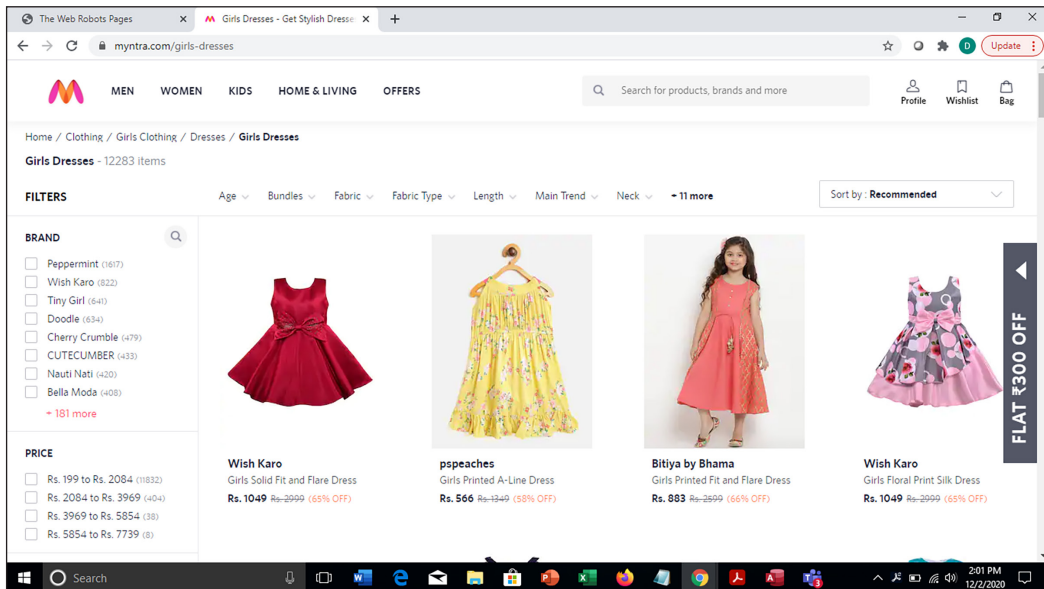 The Web Robots Pages
Girls Dresses - Get Stylish Dresse
myntra.com/girls-dresses
D
Update
MEN WOMEN KIDS HOME & LIVING OFFERS
Search for products, brands and more
Profile Wishlist Bag
Home / Clothing / Girls Clothing / Dresses / Girls Dresses
Girls Dresses - 12283 items
FILTERS
Age Bundles Fabric Fabric Type Length Main Trend Neck + 11 more
Sort by : Recommended
BRAND
Peppermint (1617)
Wish Karo (822)
Tiny Girl (641)
Doodle (634)
Cherry Crumble (479)
CUTECUMBER (433)
Nauti Nati (420)
Bella Moda (408)
+ 181 more
PRICE
Rs. 199 to Rs. 2084 (11832)
Rs. 2084 to Rs. 3969 (404)
Rs. 3969 to Rs. 5854 (38)
Rs. 5854 to Rs. 7739 (8)
Wish Karo
Girls Solid Fit and Flare Dress
Rs. 1049 Rs. 2999 (65% OFF)
pspeaches
Girls Printed A-Line Dress
Rs. 566 Rs. 1349 (58% OFF)
Bitiya by Bhama
Girls Printed Fit and Flare Dress
Rs. 883 Rs. 2599 (66% OFF)
Wish Karo
Girls Floral Print Silk Dress
Rs. 1049 Rs. 2999 (65% OFF)
FLAT ₹300 OFF
Search
3
2:01 PM
12/2/2020